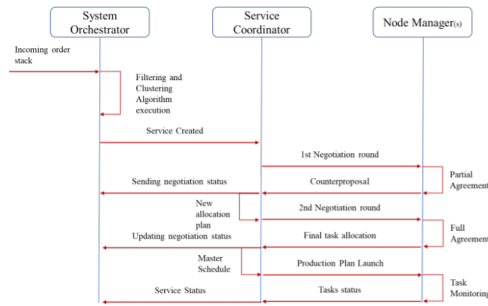 System
Orchestrator
Service
Coordinator
Node Manager(s)
Incoming order
stack
Filtering and
Clustering
Algorithm
execution
Service Created
1st Negotiation round
Partial
Agreement
Sending negotiation status
Counterproposal
New
allocation
plan
2nd Negotiation round
Full
Agreement
Updating negotiation status
Final task allocation
Master
Schedule
Production Plan Launch
Task
Monitoring
Service Status
Tasks status